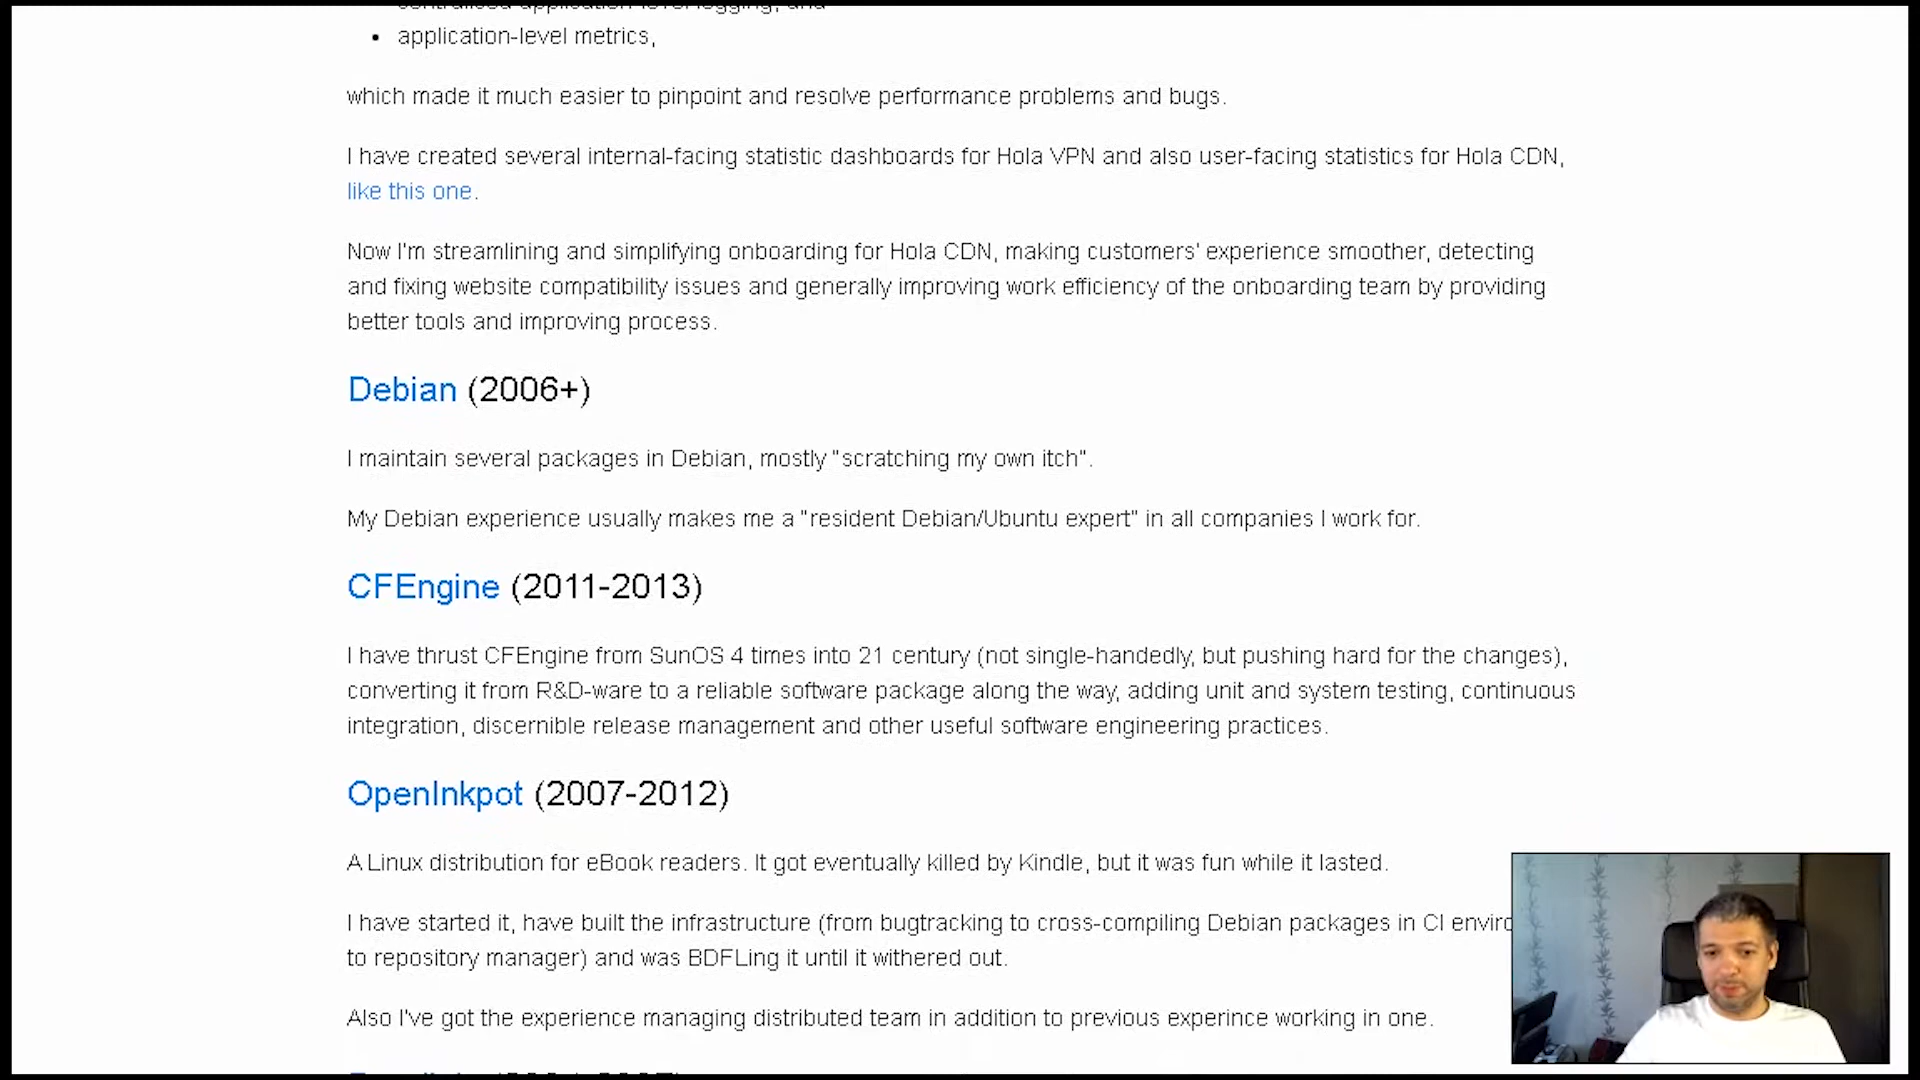 centralised application-level logging, and
• application-level metrics,
which made it much easier to pinpoint and resolve performance problems and bugs.
I have created several internal-facing statistic dashboards for Hola VPN and also user-facing statistics for Hola CDN,
like this one.
Now I'm streamlining and simplifying onboarding for Hola CDN, making customers' experience smoother, detecting
and fixing website compatibility issues and generally improving work efficiency of the onboarding team by providing
better tools and improving process.
Debian (2006+)
I maintain several packages in Debian, mostly "scratching my own itch".
My Debian experience usually makes me a "resident Debian/Ubuntu expert" in all companies I work for.
CFEngine (2011-2013)
I have thrust CFEngine from SunOS 4 times into 21 century (not single-handedly, but pushing hard for the changes),
converting it from R&D-ware to a reliable software package along the way, adding unit and system testing, continuous
integration, discernible release management and other useful software engineering practices.
OpenInkpot (2007-2012)
A Linux distribution for eBook readers. It got eventually killed by Kindle, but it was fun while it lasted.
I have started it, have built the infrastructure (from bugtracking to cross-compiling Debian packages in CI enviro
to repository manager) and was BDFLing it until it withered out.
Also I've got the experience managing distributed team in addition to previous experince working in one.